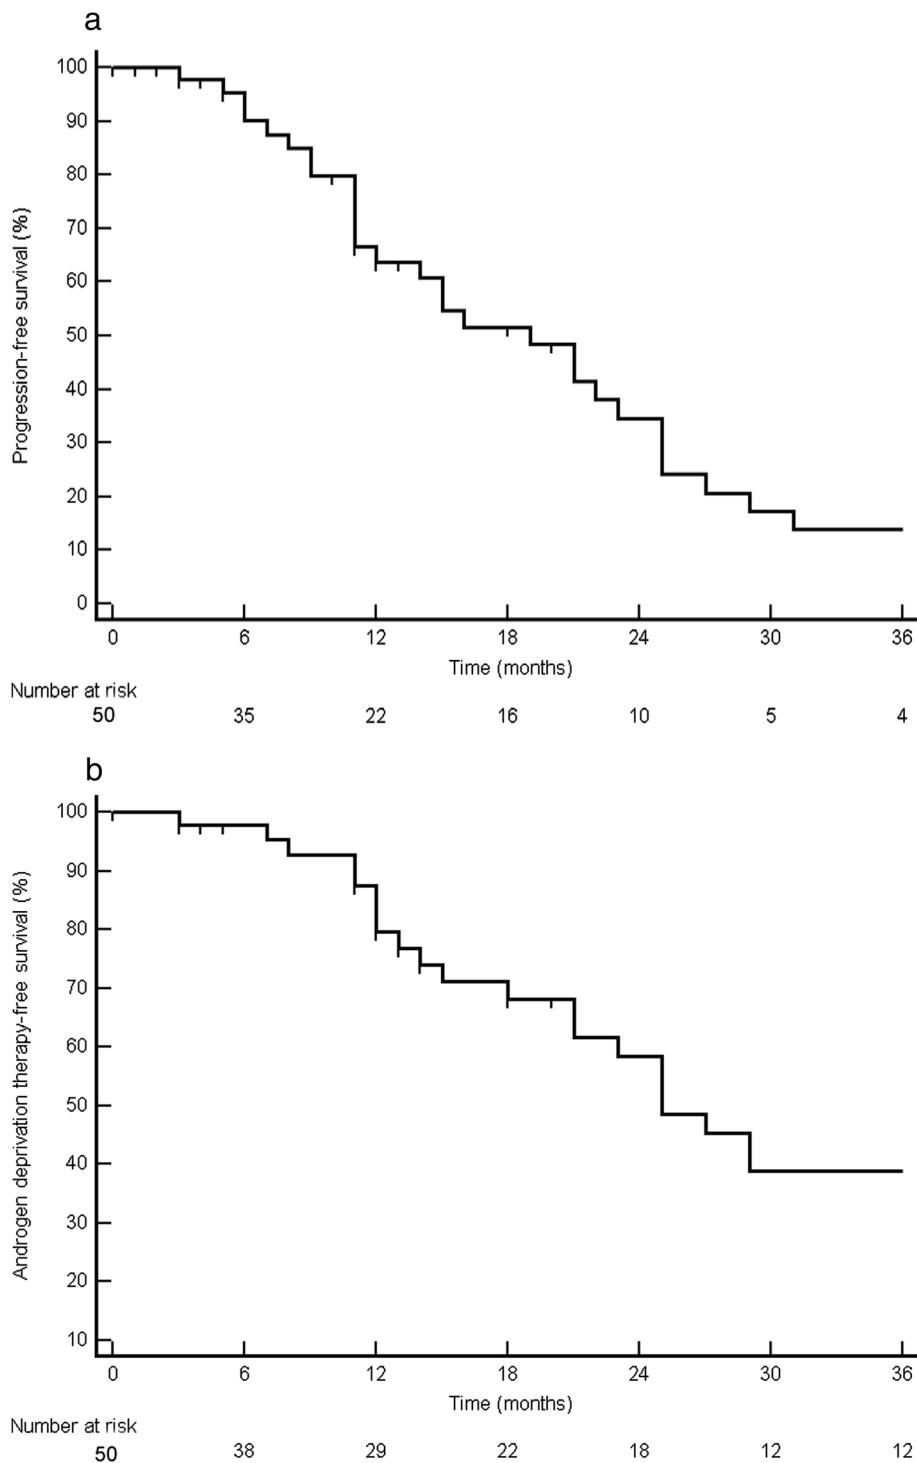 a
Progression-free survival (%)
100
90
80
70
60
50
40
30
20
10
0
0 6 12 18 24 30 36
Time (months)
Number at risk
50 35 22 16 10 5 4
b
Androgen deprivation therapy-free survival (%)
100
90
80
70
60
50
40
30
20
10
0 6 12 18 24 30 36
Time (months)
Number at risk
50 38 29 22 18 12 12